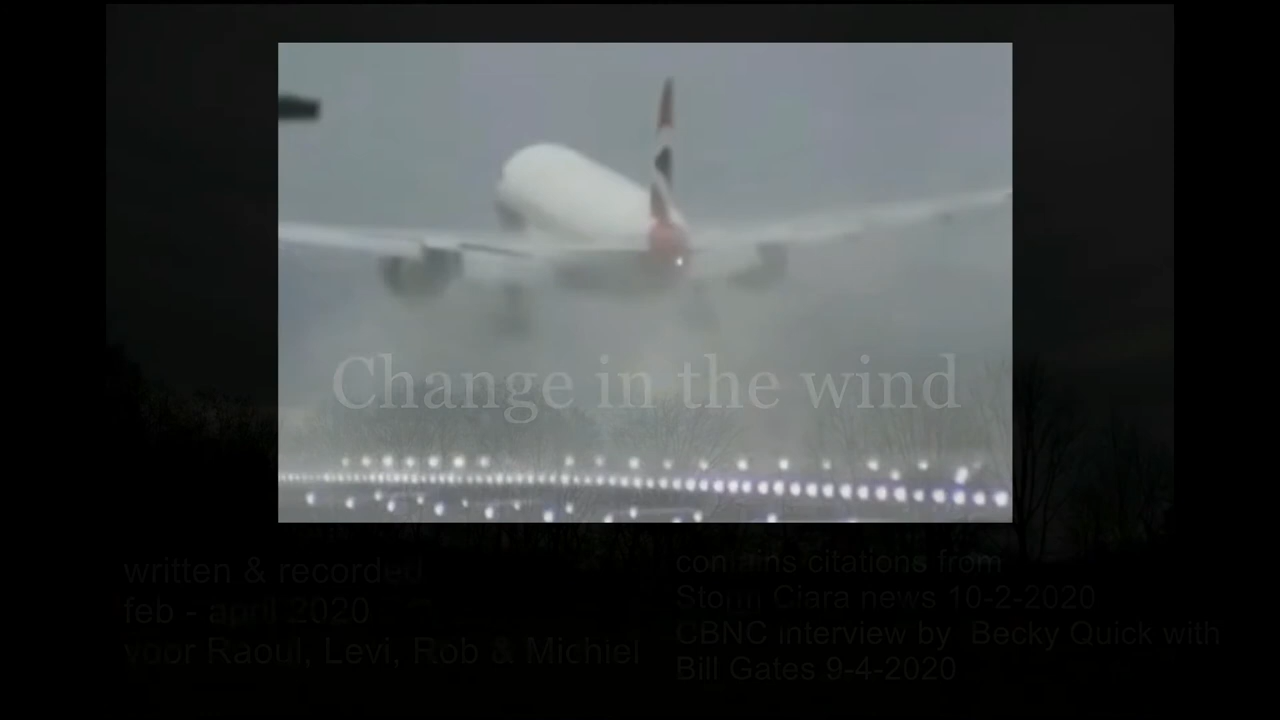 Change in the wind
written & recorded
feb - april 2020
voor Raoul, Levi, Rob & Michiel
contains citations from
Storm Ciara news 10-2-2020
CBNC interview by Becky Quick with
Bill Gates 9-4-2020